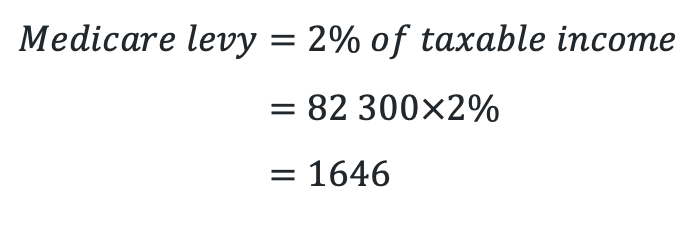 Medicare levy = 2% of taxable income
= 82 300×2%
= 1646